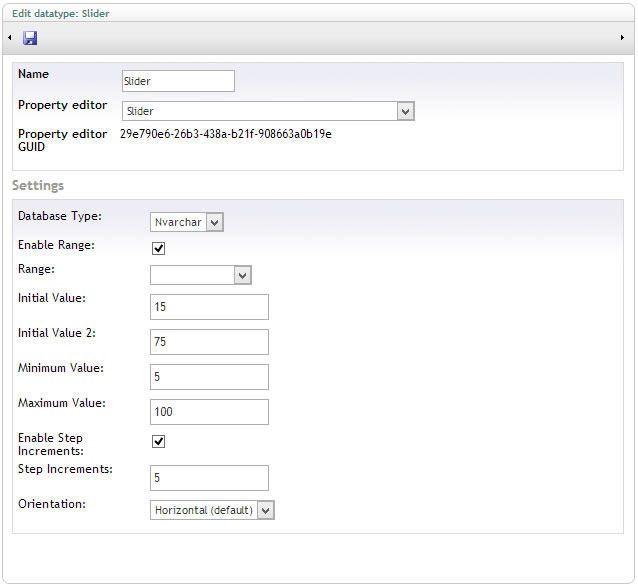 Edit datatype: Slider
Name Slider
Property editor Slider
Property editor 29e790e6-26b3-438a-b21f-908663a0b19e
GUID
Settings
Database Type: Nvarchar
Enable Range:
Range:
Initial Value: 15
Initial Value 2: 75
Minimum Value: 5
Maximum Value: 100
Enable Step
Increments:
Step Increments: 5
Orientation: Horizontal (default)